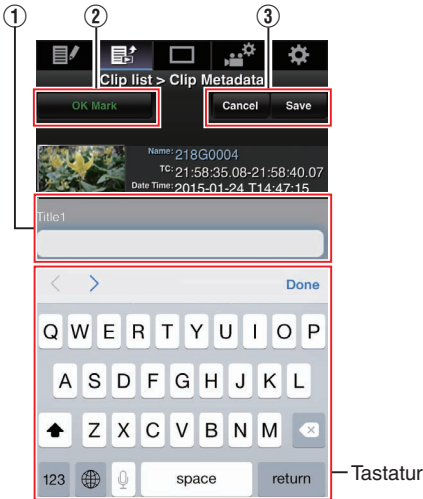 ① ② ③
Clip list > Clip Metadata
OK Mark Cancel Save
Name: 218G0004
TC: 21:58:35.08-21:58:40.07
Date Time: 2015-01-24 T14:47:15
Title1
Done
Q W E R T Y U I O P
A S D F G H J K L
Z X C V B N M
123 space return
Tastatur